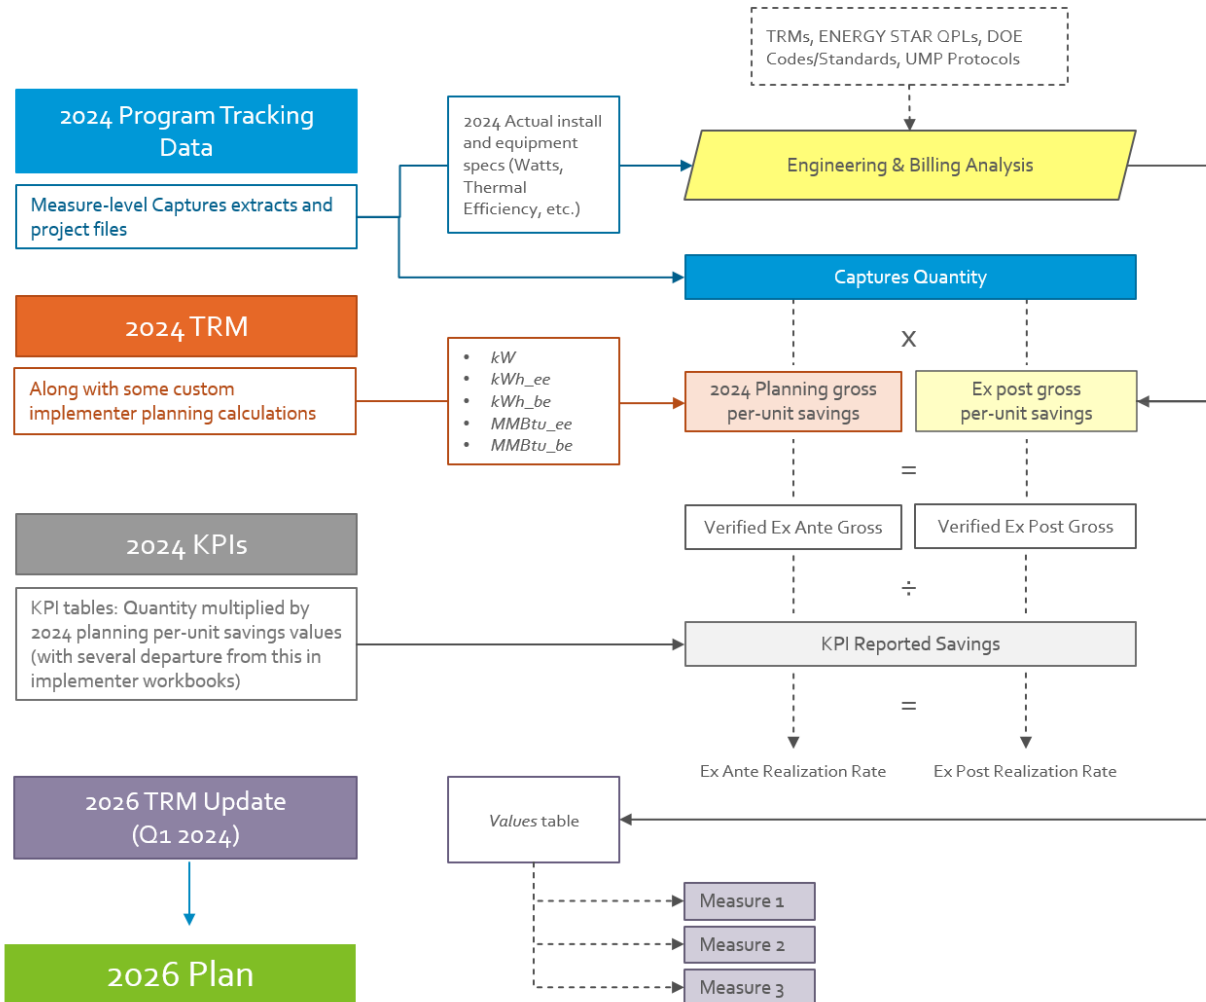 TRMs, ENERGY STAR QPLs, DOE
Codes/Standards, UMP Protocols
2024 Program Tracking
Data
Measure-level Captures extracts and
project files
2024 Actual install
and equipment
specs (Watts,
Thermal
Efficiency, etc.)
Engineering & Billing Analysis
Captures Quantity
X
2024 TRM
Along with some custom
implementer planning calculations
• kW
• kWh_ee
• kWh_be
• MMBtu_ee
• MMBtu_be
2024 Planning gross
per-unit savings
Ex post gross
per-unit savings
=
Verified Ex Ante Gross
Verified Ex Post Gross
÷
2024 KPIs
KPI tables: Quantity multiplied by
2024 planning per-unit savings values
(with several departure from this in
implementer workbooks)
KPI Reported Savings
=
Ex Ante Realization Rate
Ex Post Realization Rate
2026 TRM Update
(Q1 2024)
Values table
Measure 1
Measure 2
Measure 3
2026 Plan